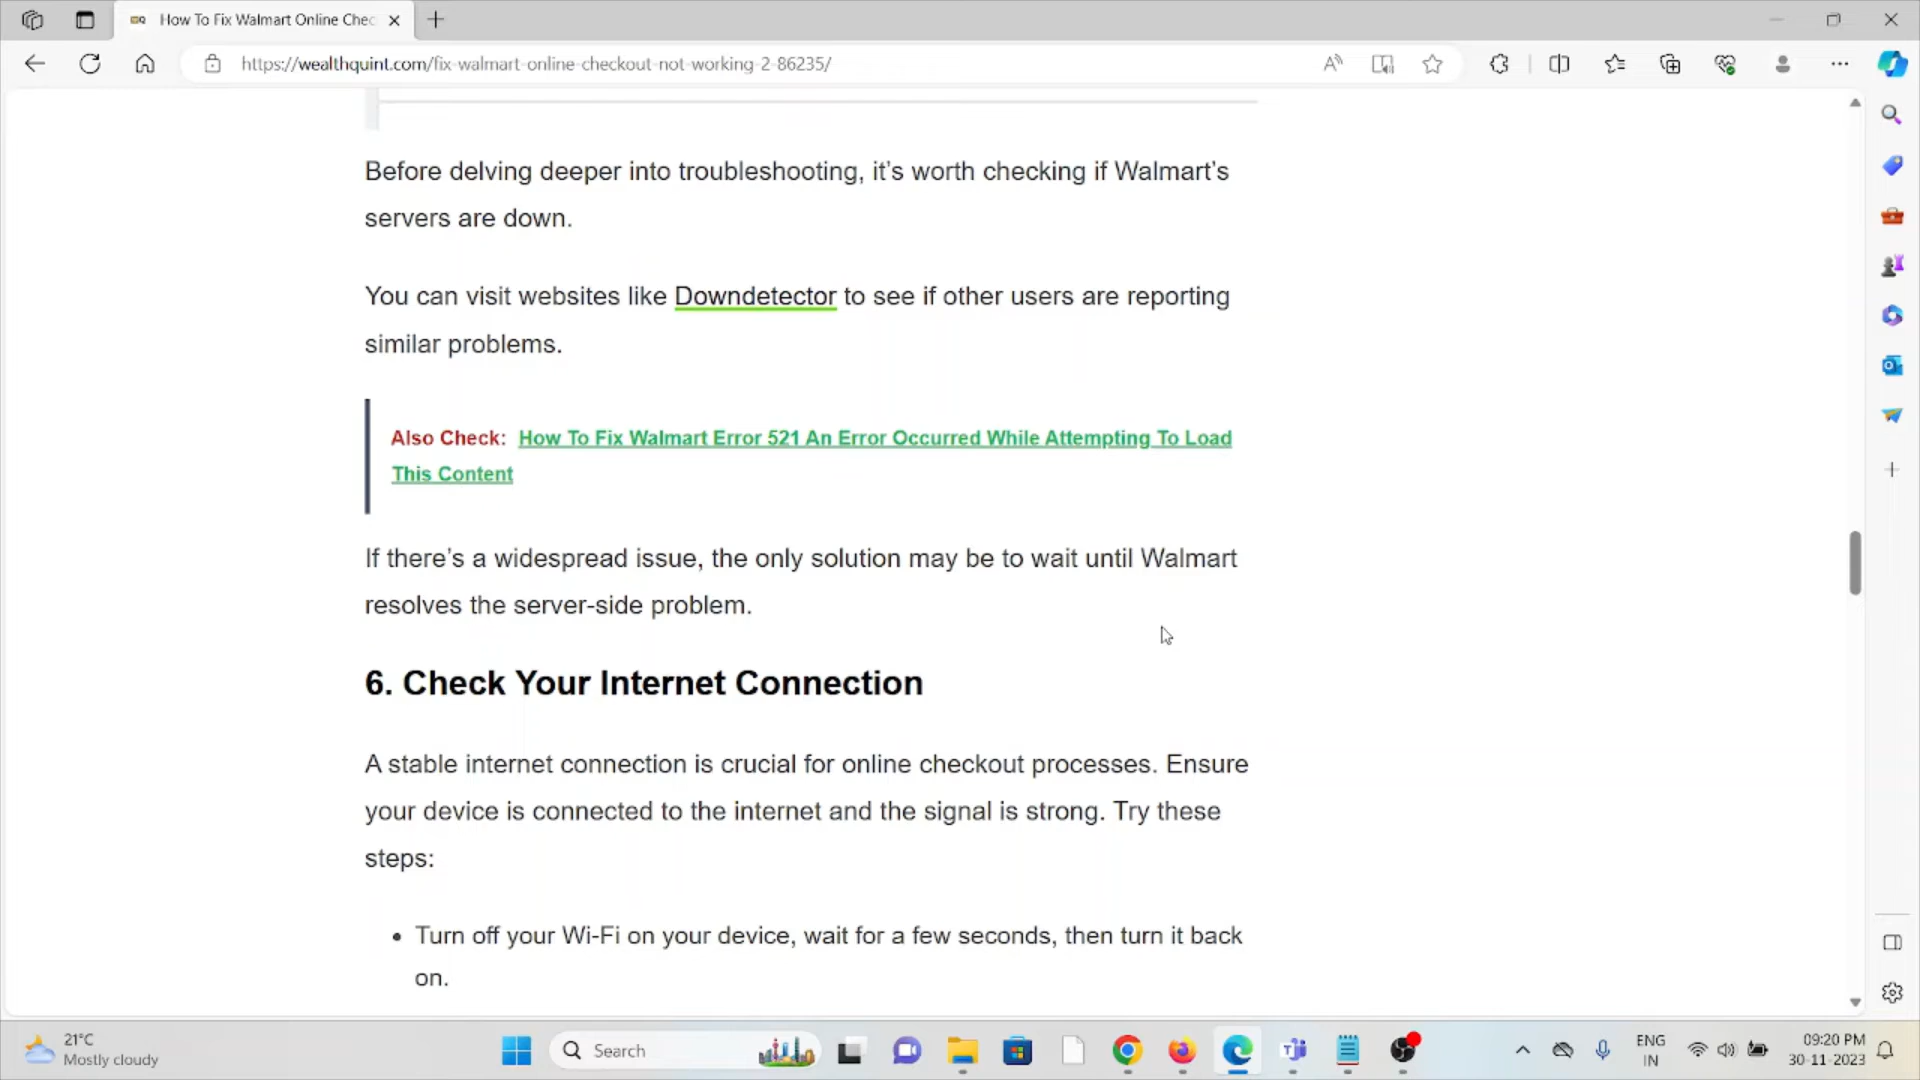 How To Fix Walmart Online Chec
https://wealthquint.com/fix-walmart-online-checkout-not-working-2-86235/
Before delving deeper into troubleshooting, it’s worth checking if Walmart’s
servers are down.
You can visit websites like Downdetector to see if other users are reporting
similar problems.
Also Check: How To Fix Walmart Error 521 An Error Occurred While Attempting To Load
This Content
If there’s a widespread issue, the only solution may be to wait until Walmart
resolves the server-side problem.
6. Check Your Internet Connection
A stable internet connection is crucial for online checkout processes. Ensure
your device is connected to the internet and the signal is strong. Try these
steps:
• Turn off your Wi-Fi on your device, wait for a few seconds, then turn it back
on.
21°C
Mostly cloudy
Search
ENG
IN
09:20 PM
30-11-2023